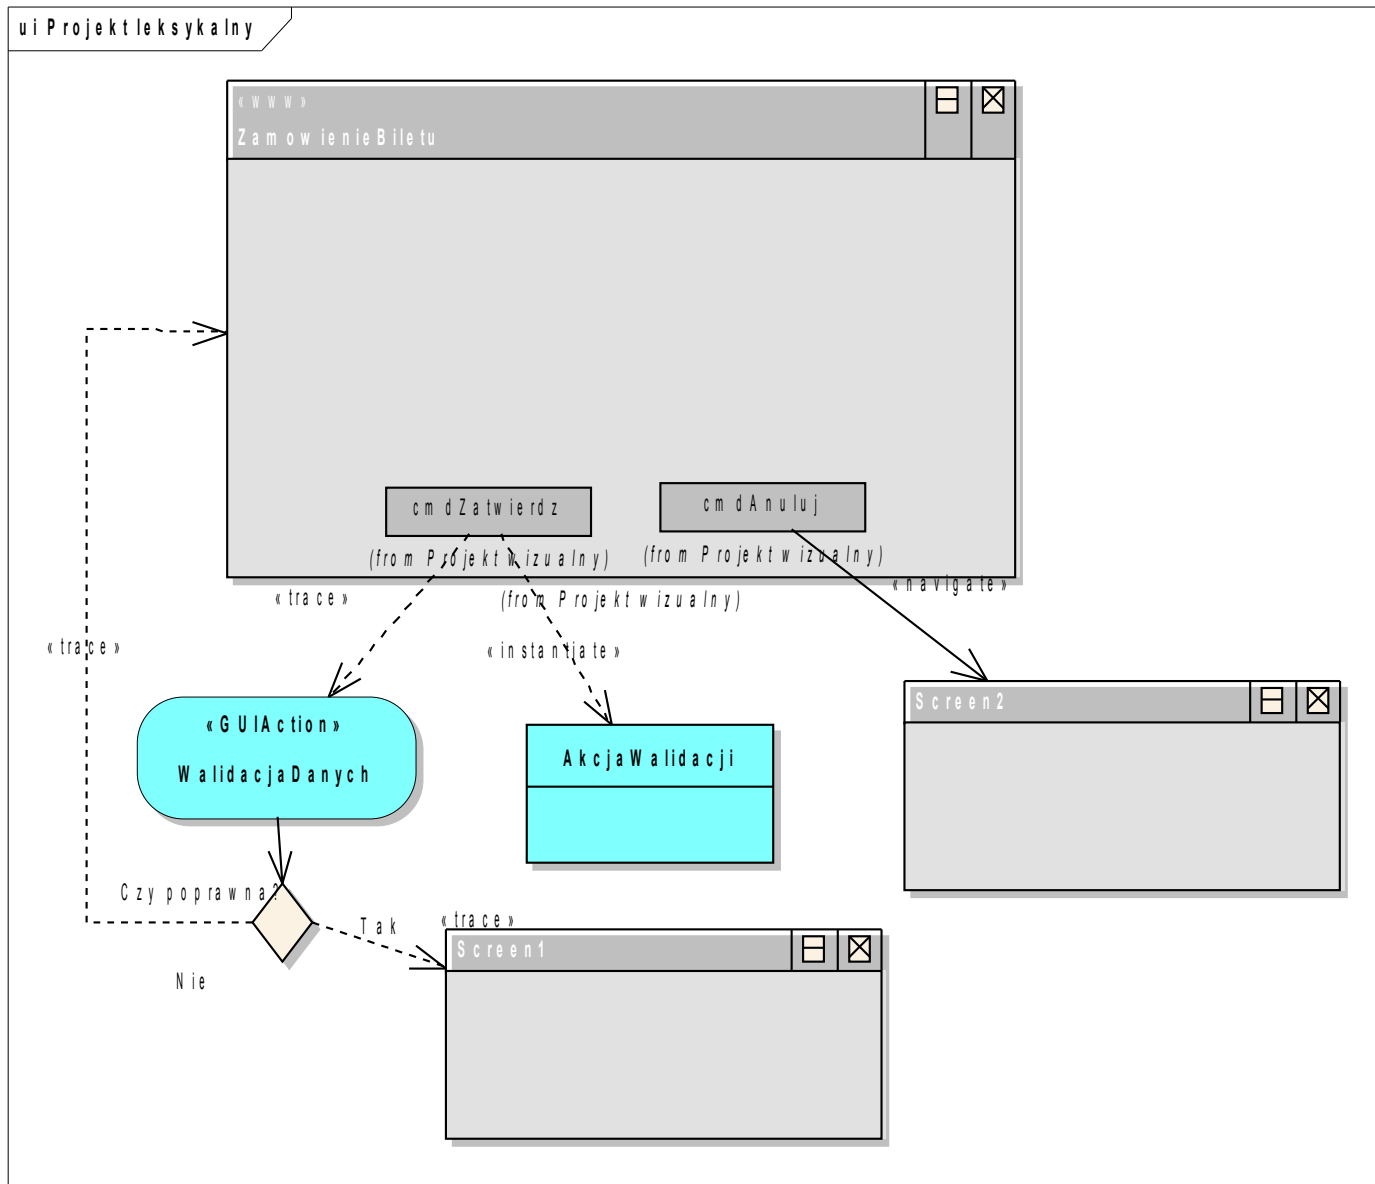 ui Projekt leksykalny
«www»
ZamowienieBiletu
cmdZatwierdz
cmdAnuluj
(from Projekt wizualny)
(from Projekt wizualny)
«navigate»
«trace»
(from Projekt wizualny)
«trace»
«instantiate»
Screen2
«GUIAction»
WalidacjaDanych
AkcjaWalidacji
Czy poprawna?
Tak
«trace»
Screen1
Nie